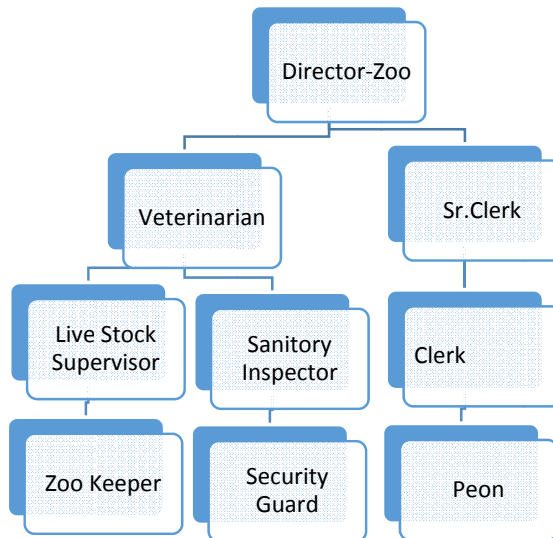 Director-Zoo
Veterinarian
Sr.Clerk
Live Stock
Supervisor
Sanitory
Inspector
Clerk
Zoo Keeper
Security
Guard
Peon